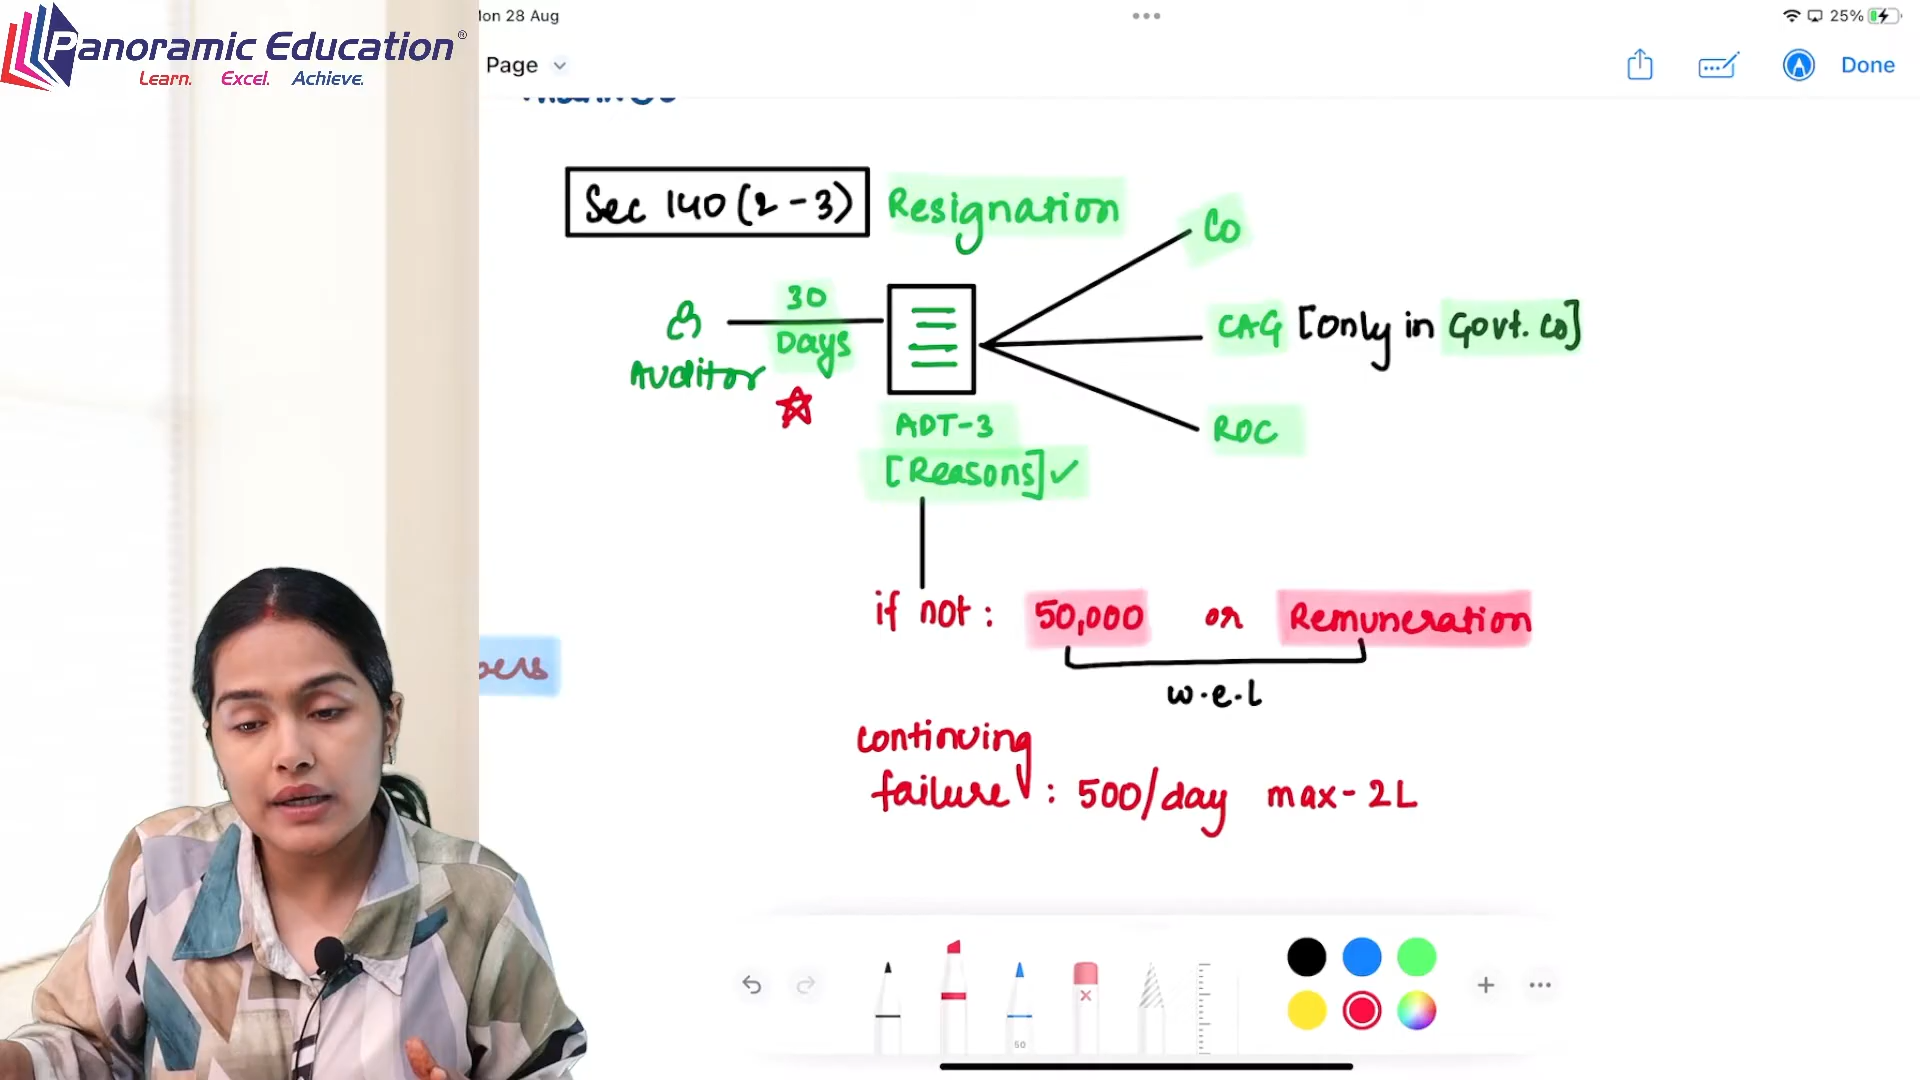 Panoramic Education®
Learn. Excel. Achieve.
Mon 28 Aug
25%
Page
Done
Sec 140 (2-3) Resignation
Co
30
Days
Auditor
CAG [only in Govt. Co]
ROC
ADT-3
[Reasons] ✓
if not: 50,000 or Remuneration
w.e.l
continuing
failure : 500/day max - 2L
50